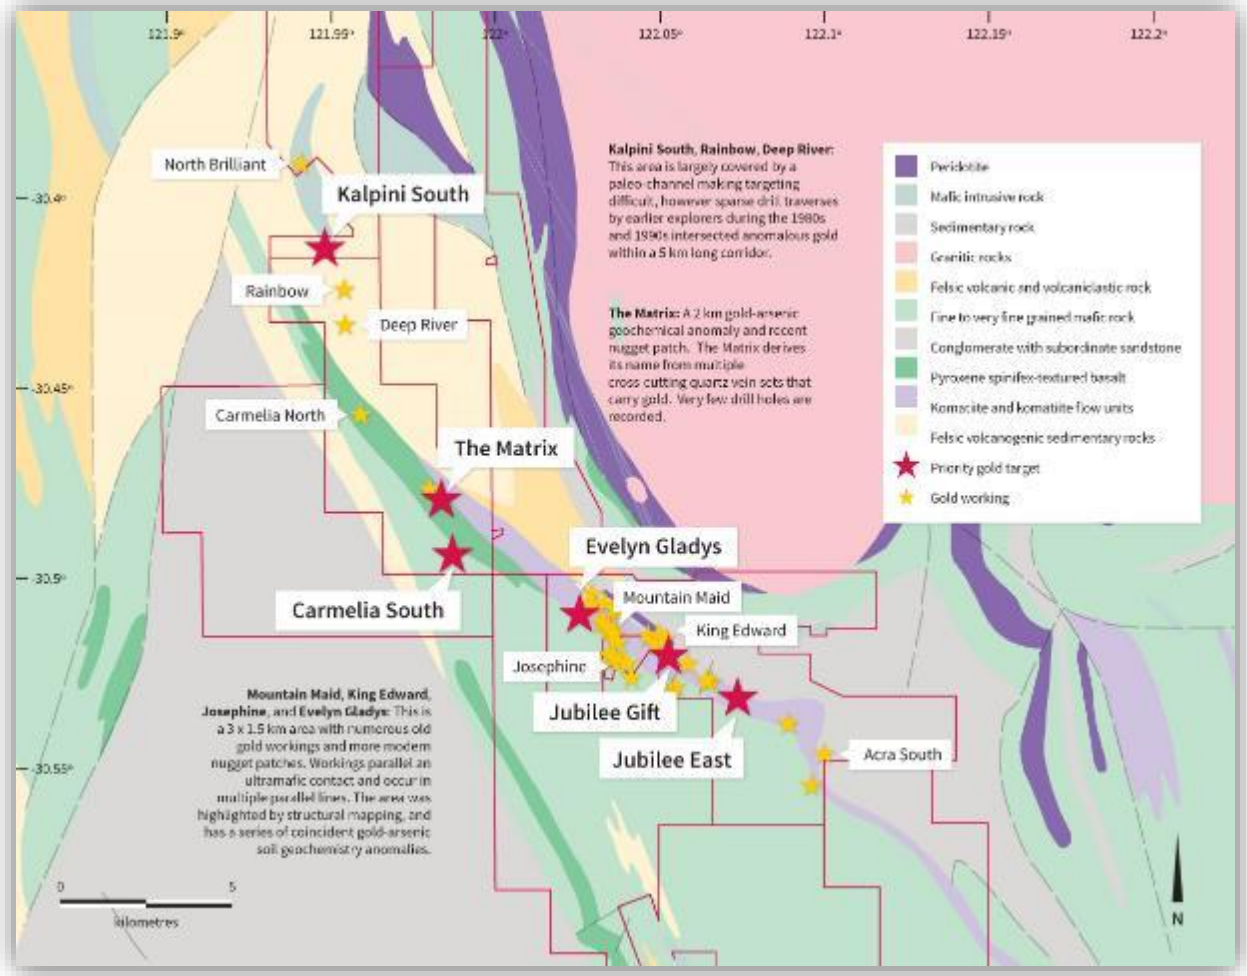 121.9°
121.99°
122°
122.05°
122.1°
122.19°
122.2°
-30.4°
-30.45°
-30.5°
-30.55°
North Brilliant
Kalpini South
Rainbow
Deep River
Carmelia North
The Matrix
Carmelia South
Evelyn Gladys
Mountain Maid
King Edward
Josephine
Jubilee Gift
Jubilee East
Acra South
Kalpini South, Rainbow, Deep River:
This area is largely covered by a
paleo-channel making targeting
difficult, however sparse drill traverses
by earlier explorers during the 1980s
and 1990s intersected anomalous gold
within a 5 km long corridor.
The Matrix: A 2 km gold-arsenic
geochemical anomaly and recent
nugget patch. The Matrix derives
its name from multiple
cross-cutting quartz vein sets that
carry gold. Very few drill holes are
recorded.
Peridotite
Mafic intrusive rock
Sedimentary rock
Granitic rocks
Felsic volcanic and volcaniclastic rock
Fine to very fine grained mafic rock
Conglomerate with subordinate sandstone
Pyroxene spinifex-textured basalt
Komatiite and komatiite flow units
Felsic volcanogenic sedimentary rocks
Priority gold target
Gold working
Mountain Maid, King Edward,
Josephine, and Evelyn Gladys: This is
a 3 x 1.5 km area with numerous old
gold workings and more modern
nugget patches. Workings parallel an
ultramafic contact and occur in
multiple parallel lines. The area was
highlighted by structural mapping, and
has a series of coincident gold-arsenic
soil geochemistry anomalies.
0 5
kilometres
N